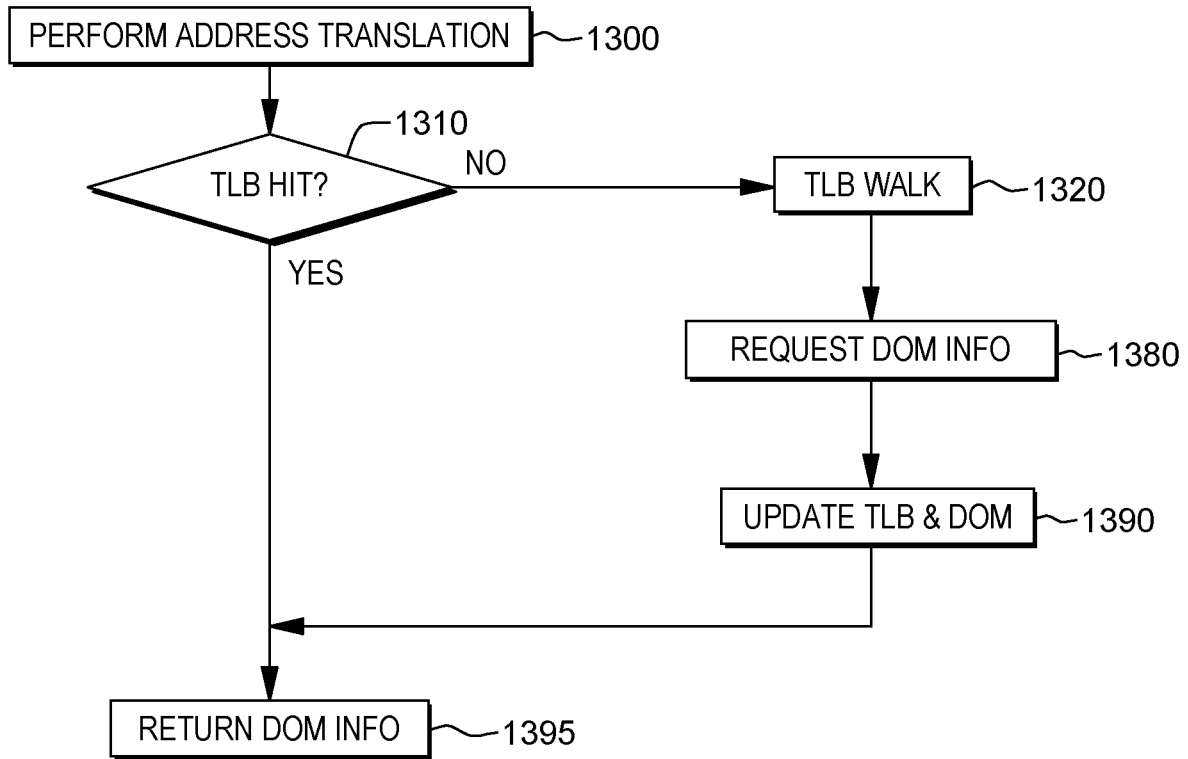 PERFORM ADDRESS TRANSLATION 1300
1310
TLB HIT?
NO
TLB WALK 1320
YES
REQUEST DOM INFO 1380
UPDATE TLB & DOM 1390
RETURN DOM INFO 1395